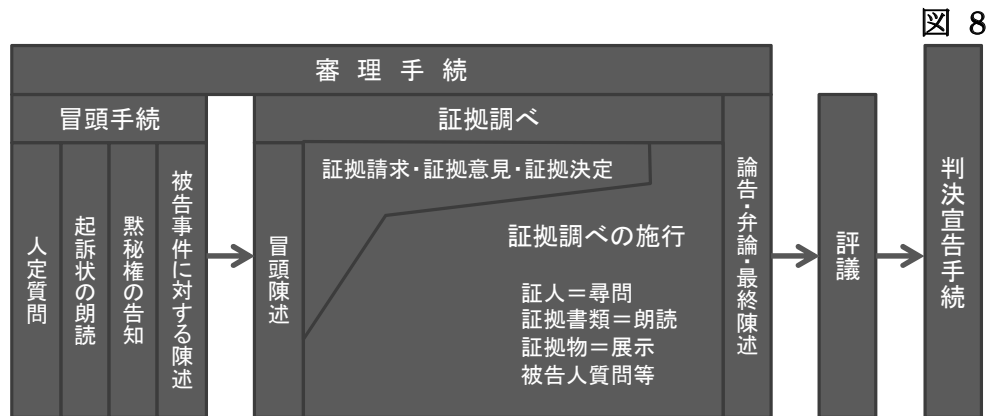 図 8
審 理 手 続
冒頭手続
人定質問
起訴状の朗読
黙秘権の告知
被告事件に対する陳述
証拠調べ
冒頭陳述
証拠請求・証拠意見・証拠決定
証拠調べの施行
証人＝尋問
証拠書類＝朗読
証拠物＝展示
被告人質問等
論告・弁論・最終陳述
評議
判決宣告手続